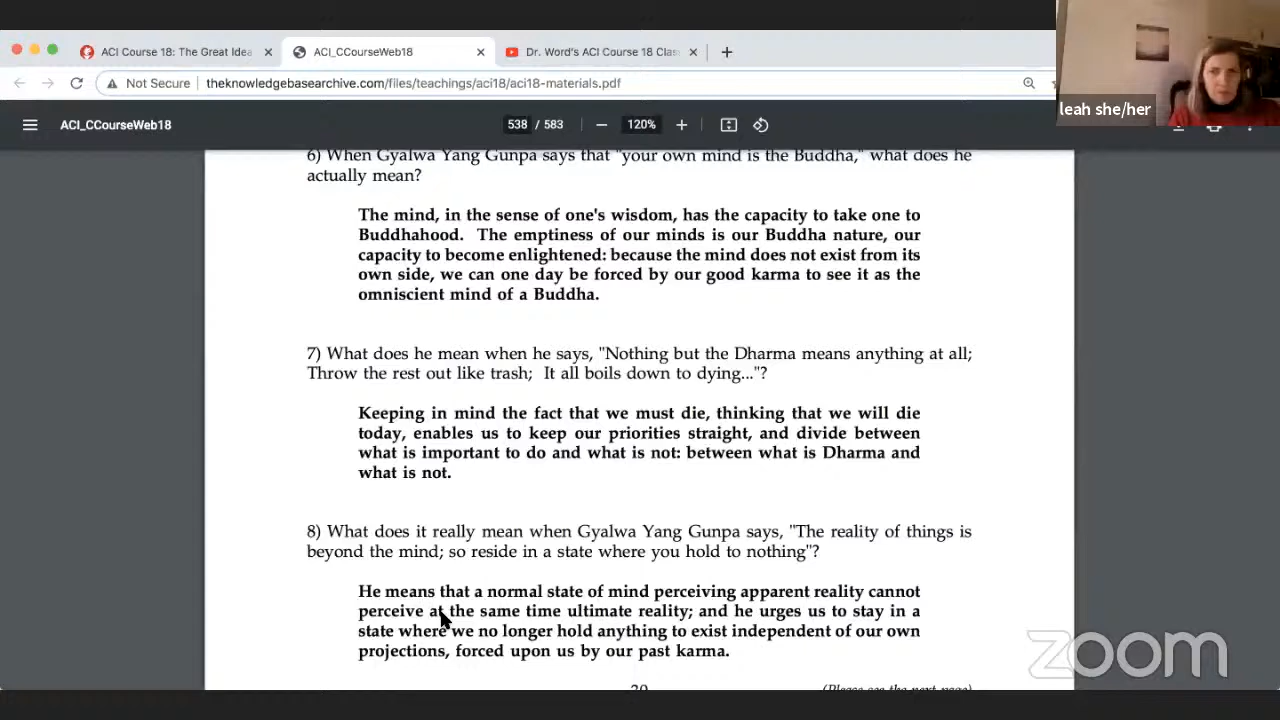 ACI Course 18: The Great Idea
ACI_CCourseWeb18
Dr. Word's ACI Course 18 Clas
Not Secure
theknowledgebasearchive.com/files/teachings/aci18/aci18-materials.pdf
leah she/her
ACI_CCourseWeb18
538 / 583
120%
6) When Gyalwa Yang Gunpa says that "your own mind is the Buddha," what does he
actually mean?
The mind, in the sense of one's wisdom, has the capacity to take one to
Buddhahood. The emptiness of our minds is our Buddha nature, our
capacity to become enlightened: because the mind does not exist from its
own side, we can one day be forced by our good karma to see it as the
omniscient mind of a Buddha.
7) What does he mean when he says, "Nothing but the Dharma means anything at all;
Throw the rest out like trash; It all boils down to dying..."?
Keeping in mind the fact that we must die, thinking that we will die
today, enables us to keep our priorities straight, and divide between
what is important to do and what is not: between what is Dharma and
what is not.
8) What does it really mean when Gyalwa Yang Gunpa says, "The reality of things is
beyond the mind; so reside in a state where you hold to nothing"?
He means that a normal state of mind perceiving apparent reality cannot
perceive at the same time ultimate reality; and he urges us to stay in a
state where we no longer hold anything to exist independent of our own
projections, forced upon us by our past karma.
(Please see the next page)
zoom